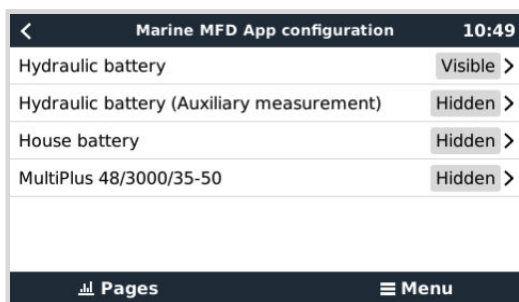 Marine MFD App configuration 10:49
Hydraulic battery Visible
Hydraulic battery (Auxiliary measurement) Hidden
House battery Hidden
MultiPlus 48/3000/35-50 Hidden
Pages Menu